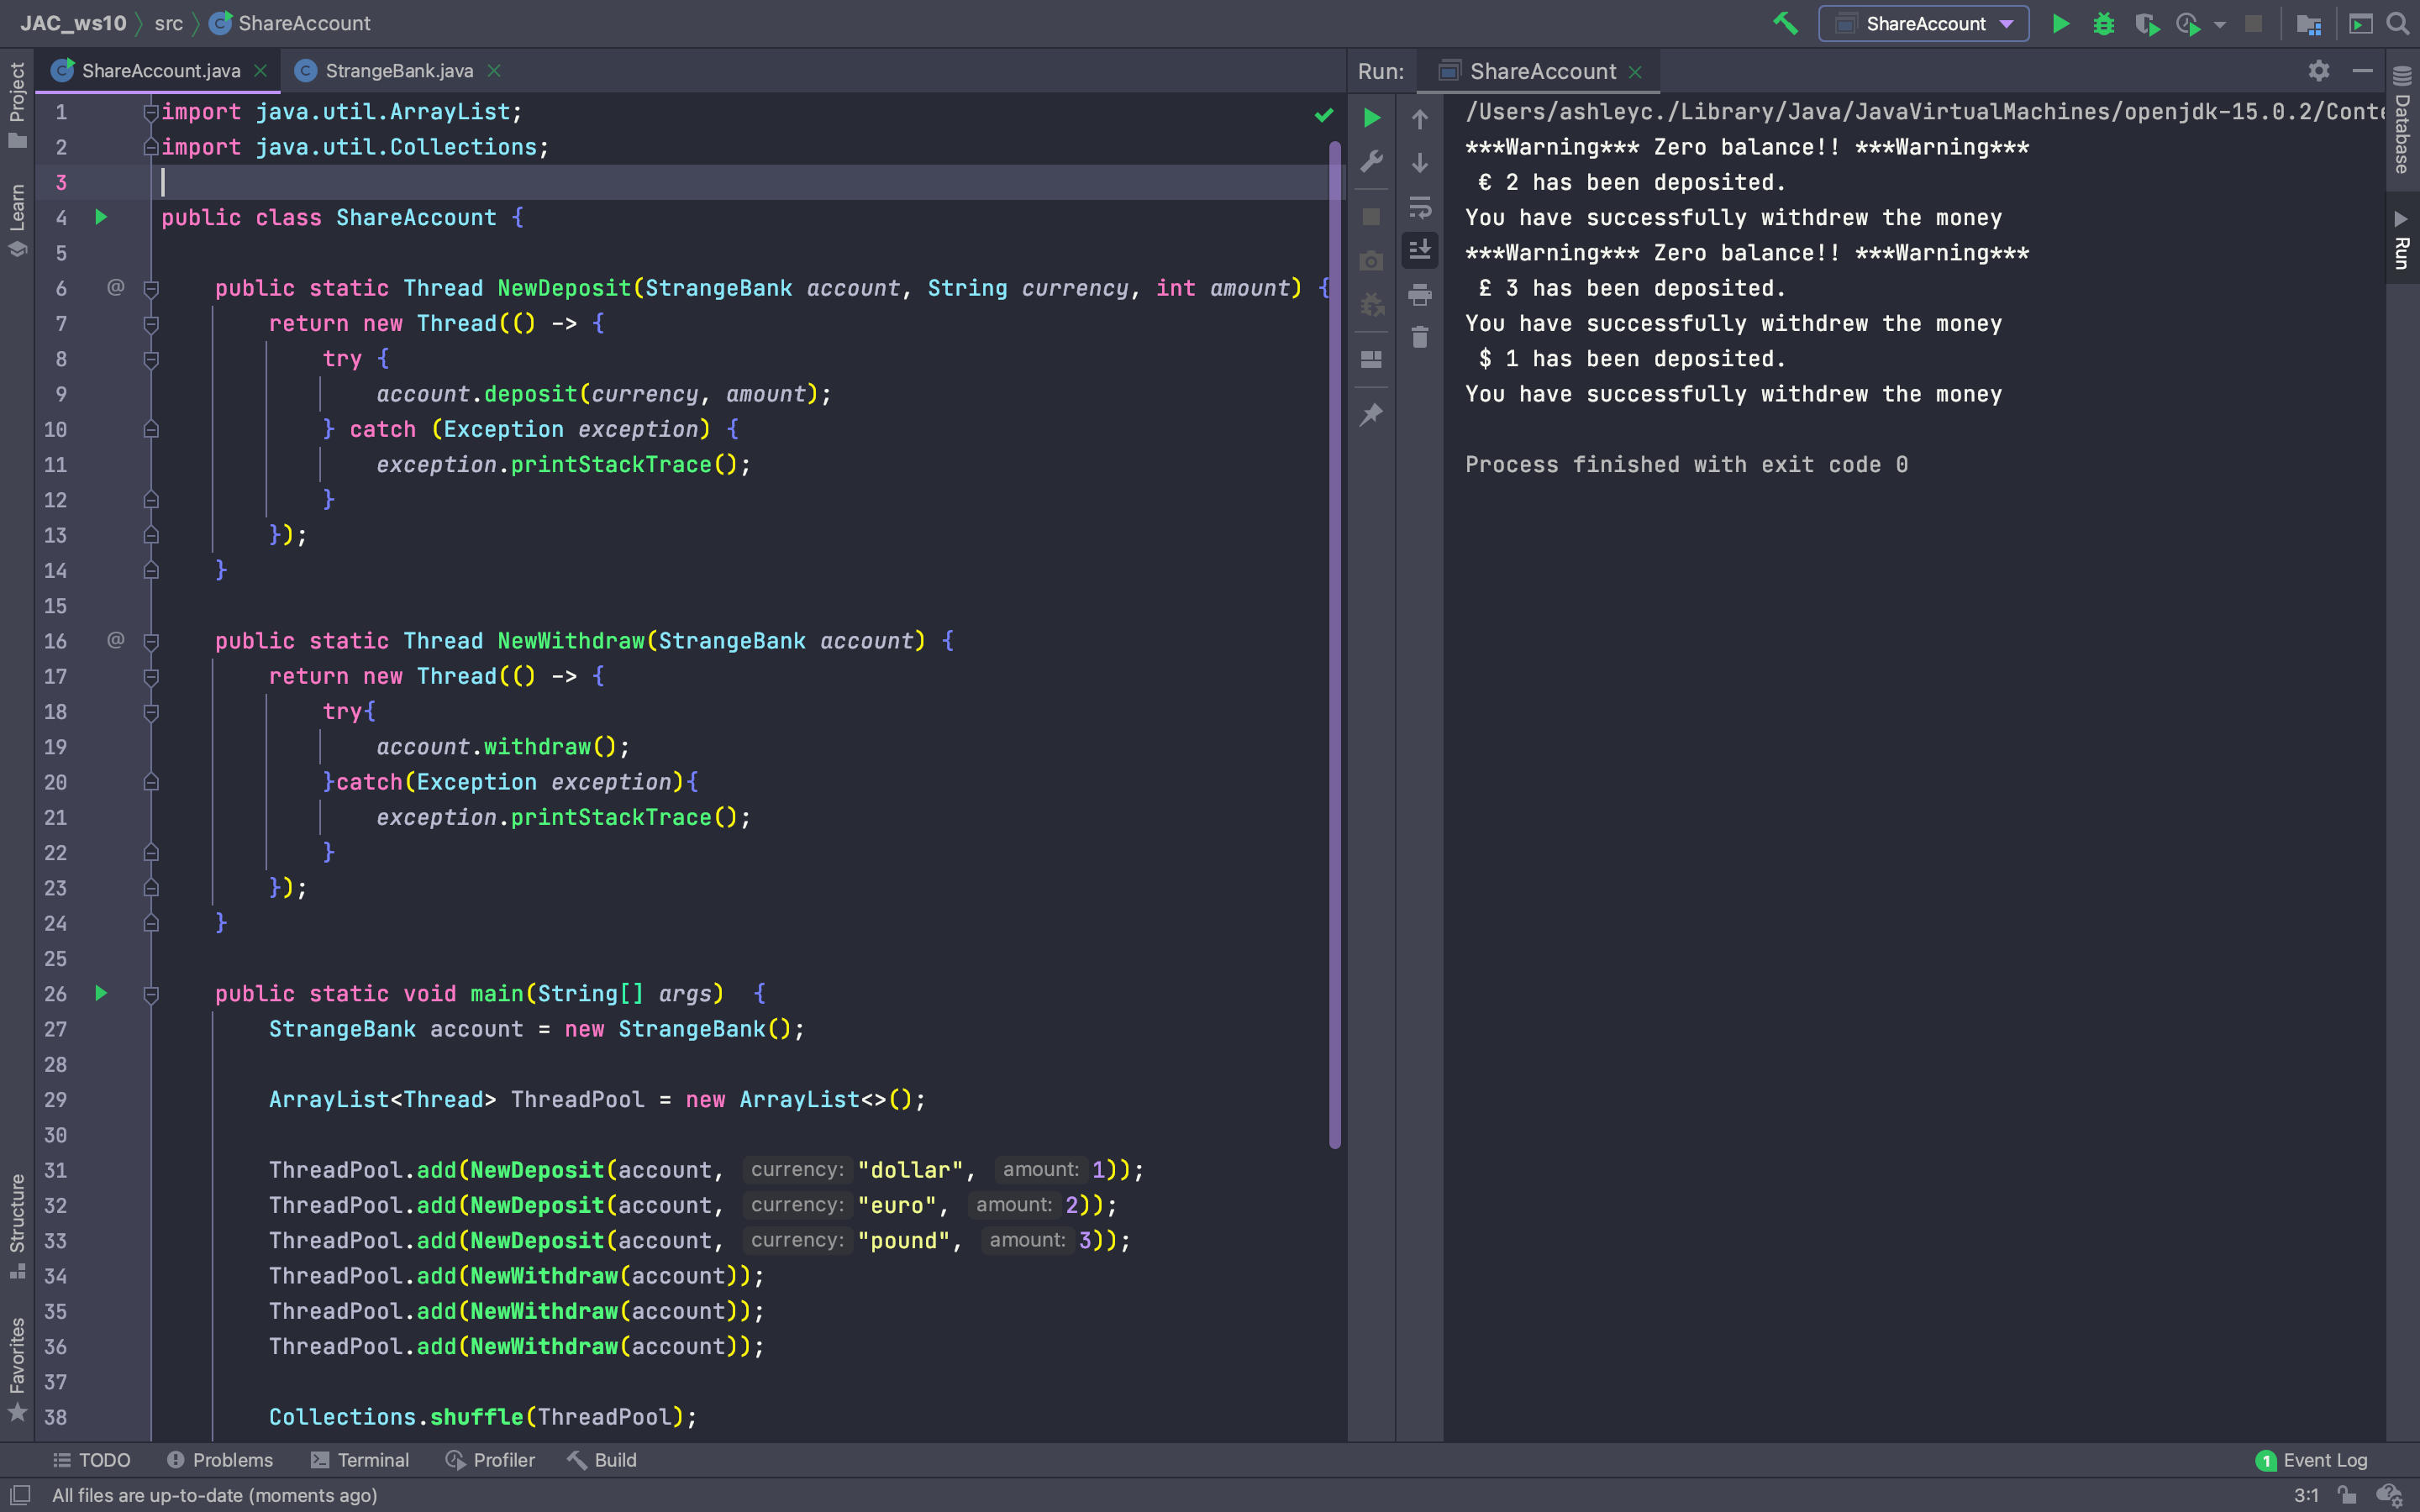 JAC_ws10 src ShareAccount
ShareAccount
ShareAccount.java StrangeBank.java
Run: ShareAccount
Project
Learn
Structure
Favorites
Database
Run
1 import java.util.ArrayList;
2 import java.util.Collections;
3
4 public class ShareAccount {
5
6 @ public static Thread NewDeposit(StrangeBank account, String currency, int amount) {
7 return new Thread(() -> {
8 try {
9 account.deposit(currency, amount);
10 } catch (Exception exception) {
11 exception.printStackTrace();
12 }
13 });
14 }
15
16 @ public static Thread NewWithdraw(StrangeBank account) {
17 return new Thread(() -> {
18 try{
19 account.withdraw();
20 }catch(Exception exception){
21 exception.printStackTrace();
22 }
23 });
24 }
25
26 public static void main(String[] args)  {
27 StrangeBank account = new StrangeBank();
28
29 ArrayList<Thread> ThreadPool = new ArrayList<>();
30
31 ThreadPool.add(NewDeposit(account, currency: "dollar", amount: 1));
32 ThreadPool.add(NewDeposit(account, currency: "euro", amount: 2));
33 ThreadPool.add(NewDeposit(account, currency: "pound", amount: 3));
34 ThreadPool.add(NewWithdraw(account));
35 ThreadPool.add(NewWithdraw(account));
36 ThreadPool.add(NewWithdraw(account));
37
38 Collections.shuffle(ThreadPool);
/Users/ashleyc./Library/Java/JavaVirtualMachines/openjdk-15.0.2/Conte
***Warning*** Zero balance!! ***Warning***
€ 2 has been deposited.
You have successfully withdrew the money
***Warning*** Zero balance!! ***Warning***
£ 3 has been deposited.
You have successfully withdrew the money
$ 1 has been deposited.
You have successfully withdrew the money
Process finished with exit code 0
TODO Problems Terminal Profiler Build 1 Event Log
All files are up-to-date (moments ago) 3:1